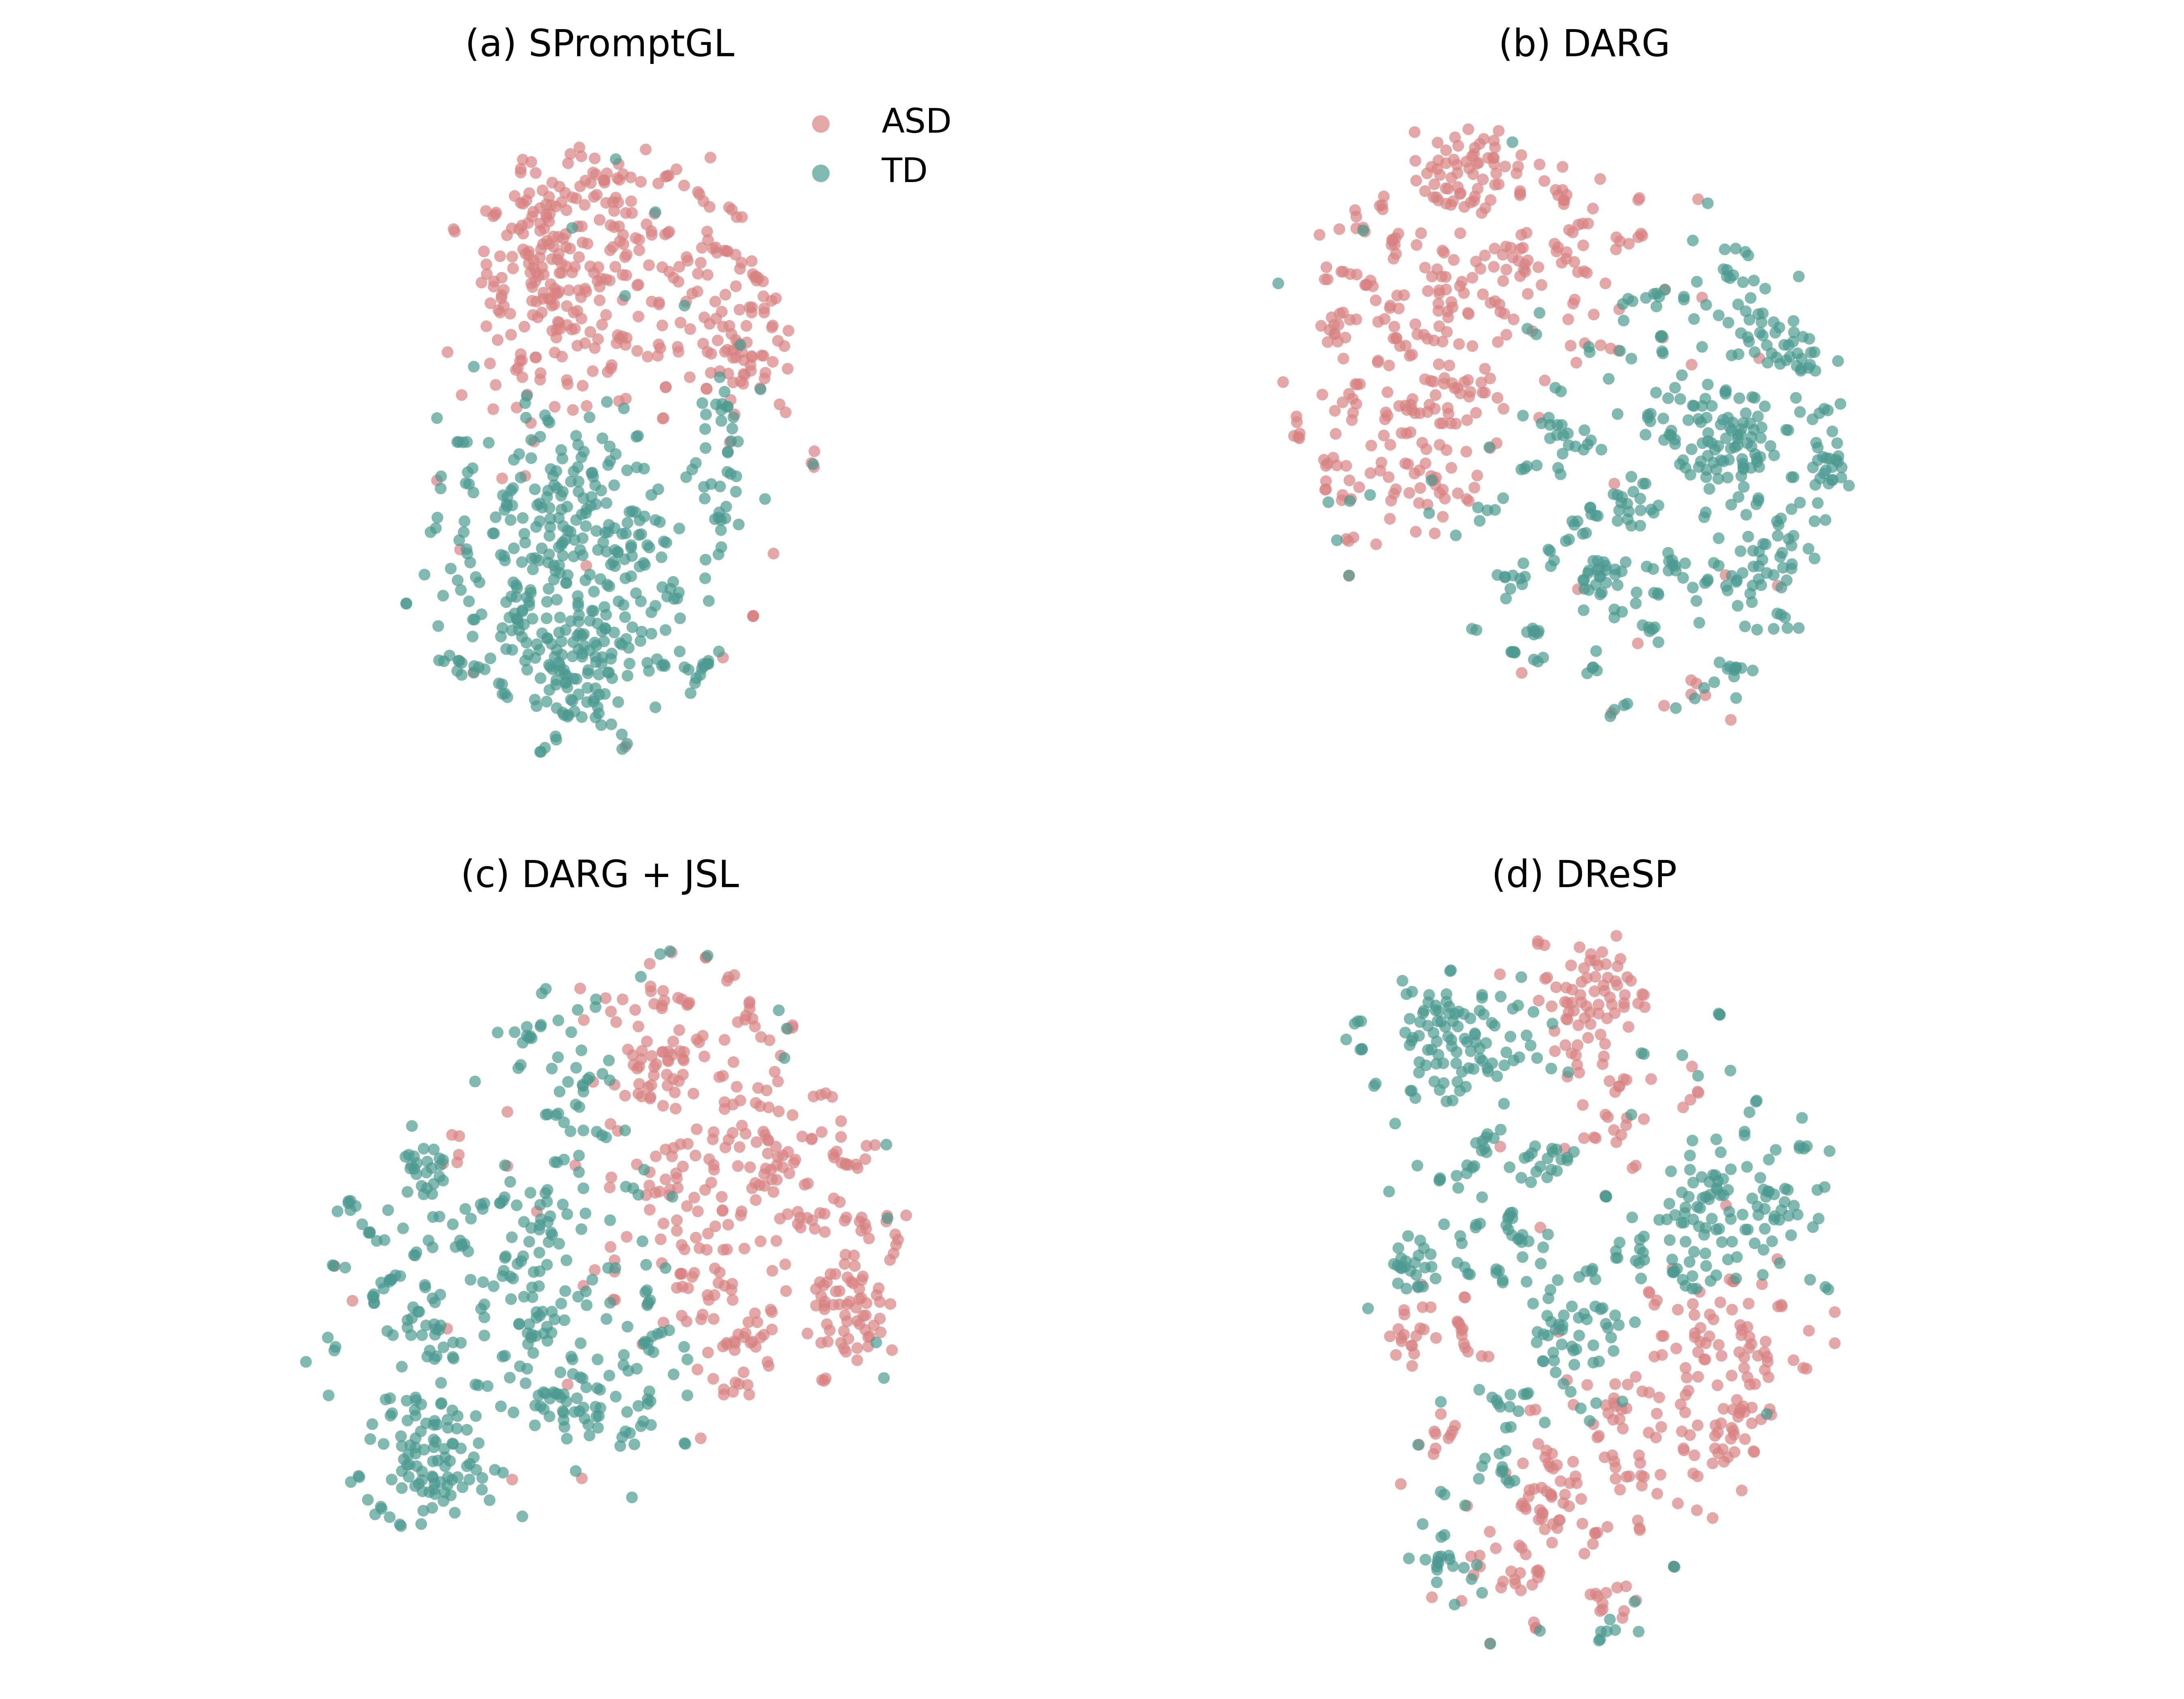 (a) SPromptGL
(b) DARG
ASD
TD
(c) DARG + JSL
(d) DReSP